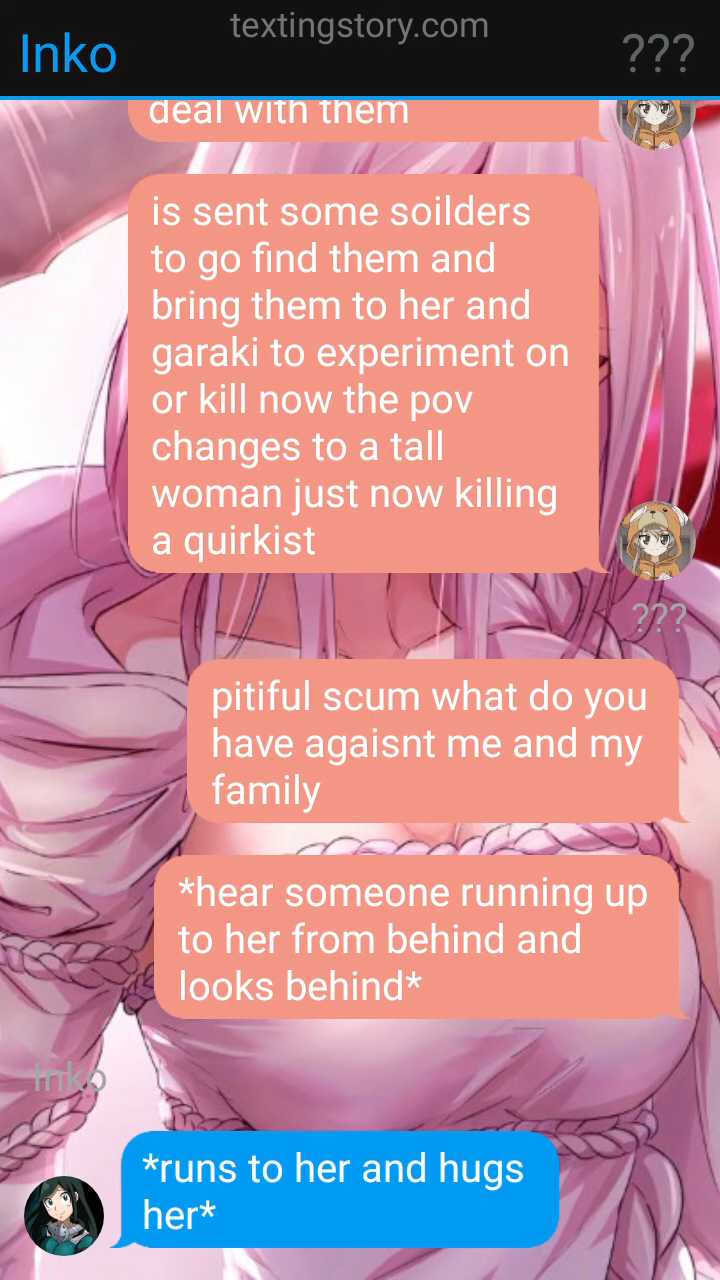 textingstory.com
Inko
???
deal with them
is sent some soilders
to go find them and
bring them to her and
garaki to experiment on
or kill now the pov
changes to a tall
woman just now killing
a quirkist
???
pitiful scum what do you
have agaisnt me and my
family
*hear someone running up
to her from behind and
looks behind*
Inko
*runs to her and hugs
her*